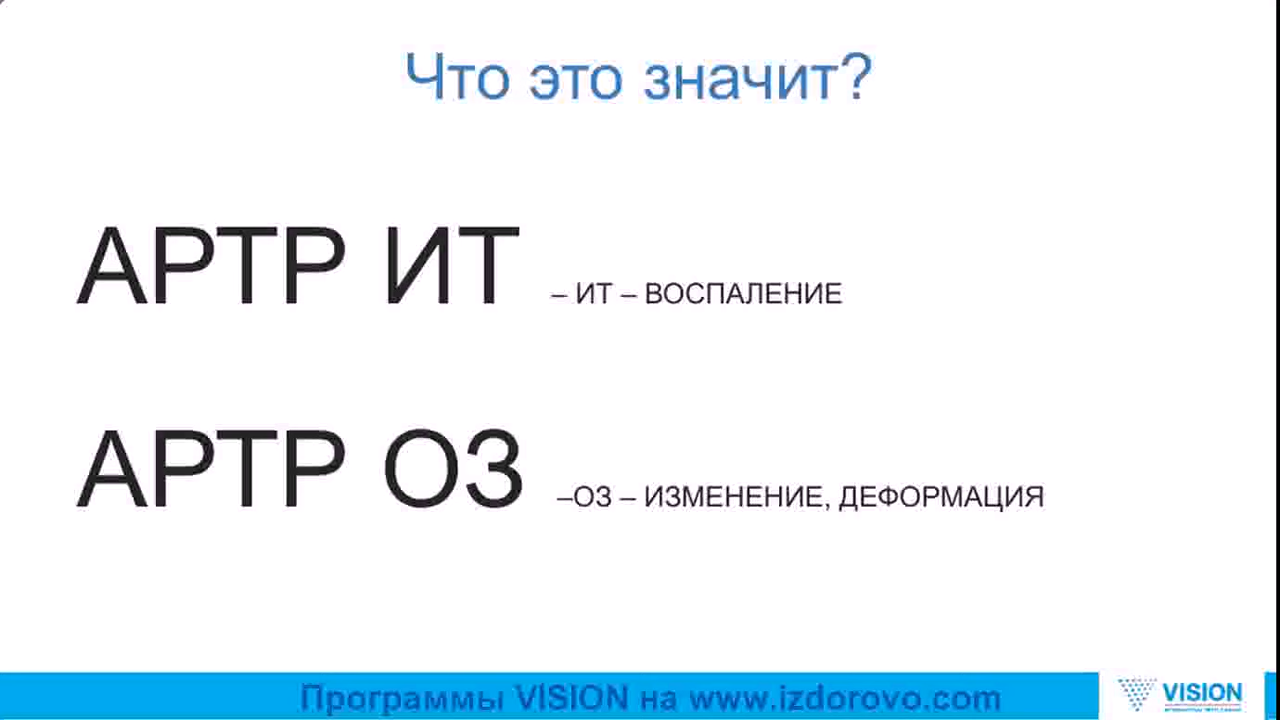 Что это значит?
АРТР ИТ – ИТ – ВОСПАЛЕНИЕ
АРТР ОЗ –ОЗ – ИЗМЕНЕНИЕ, ДЕФОРМАЦИЯ
Программы VISION на www.izdorovo.com
VISION